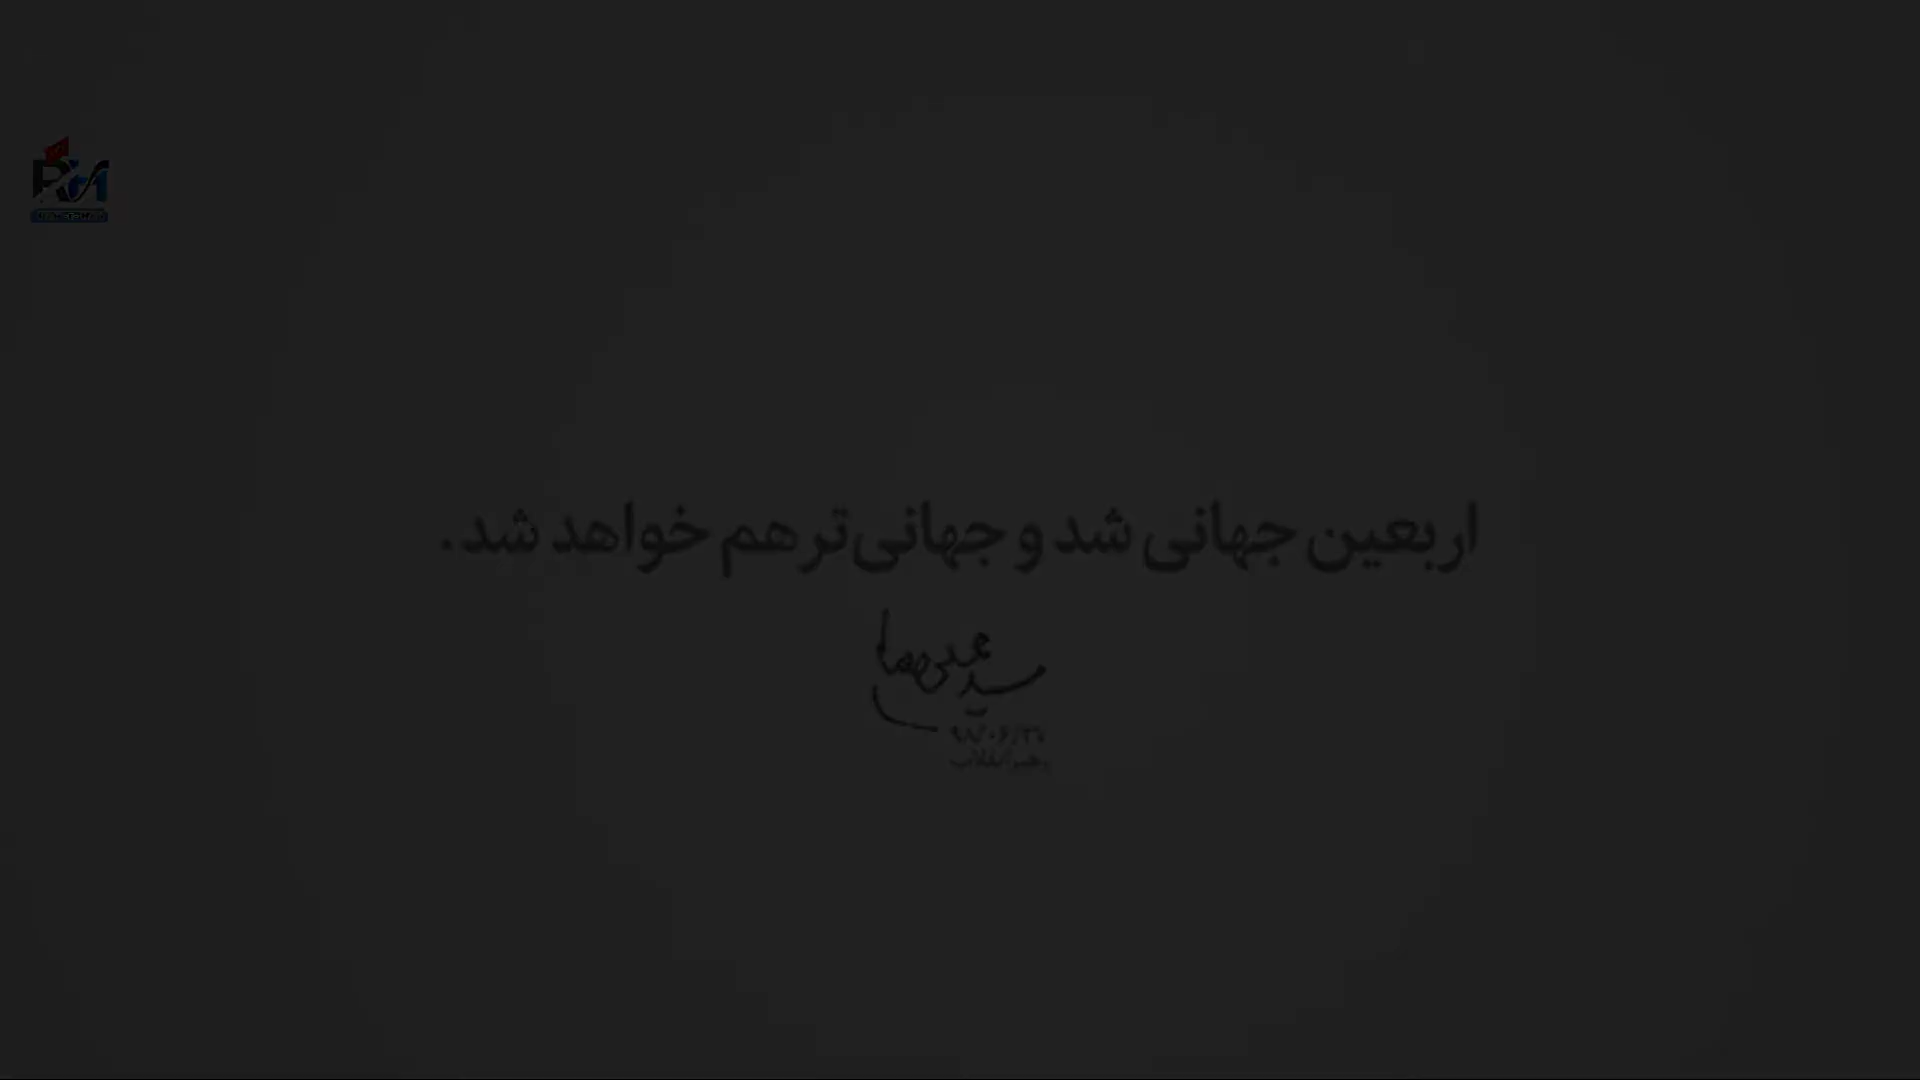 اربعین جهانی شد و جهانی‌تر هم خواهد شد.
رهبر انقلاب